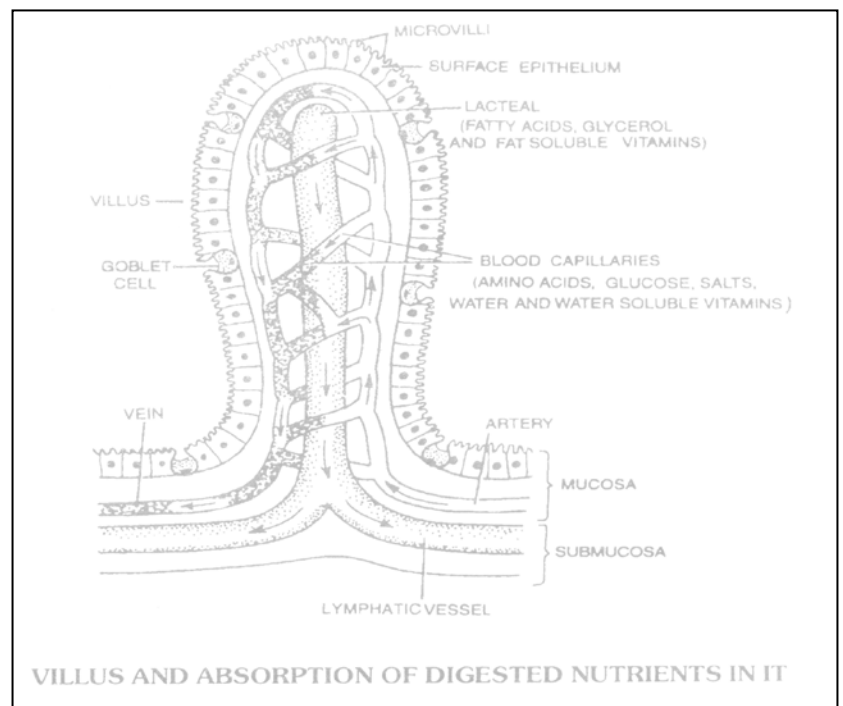 MICROVILLI
SURFACE EPITHELIUM
LACTEAL
(FATTY ACIDS, GLYCEROL
AND FAT SOLUBLE VITAMINS)
VILLUS
GOBLET
CELL
BLOOD CAPILLARIES
(AMINO ACIDS, GLUCOSE, SALTS,
WATER AND WATER SOLUBLE VITAMINS)
VEIN
ARTERY
MUCOSA
SUBMUCOSA
LYMPHATIC VESSEL
VILLUS AND ABSORPTION OF DIGESTED NUTRIENTS IN IT